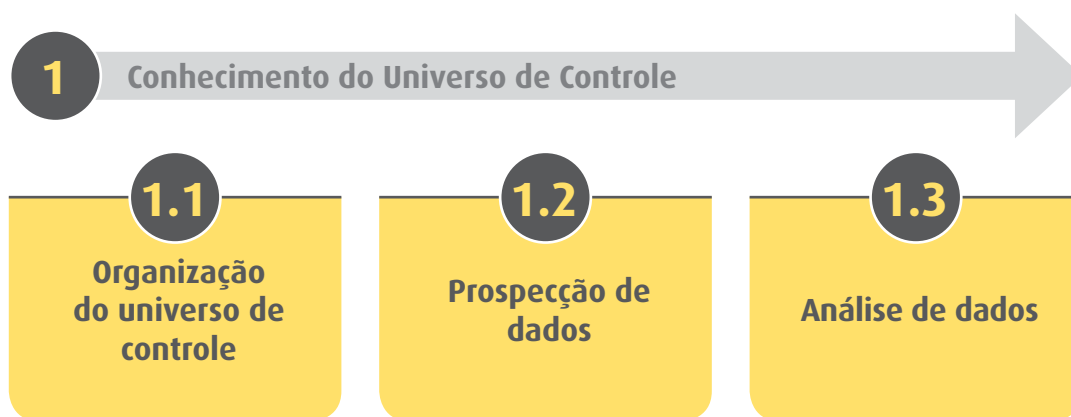 1
Conhecimento do Universo de Controle
1.1
Organização
do universo de
controle
1.2
Prospecção de
dados
1.3
Análise de dados